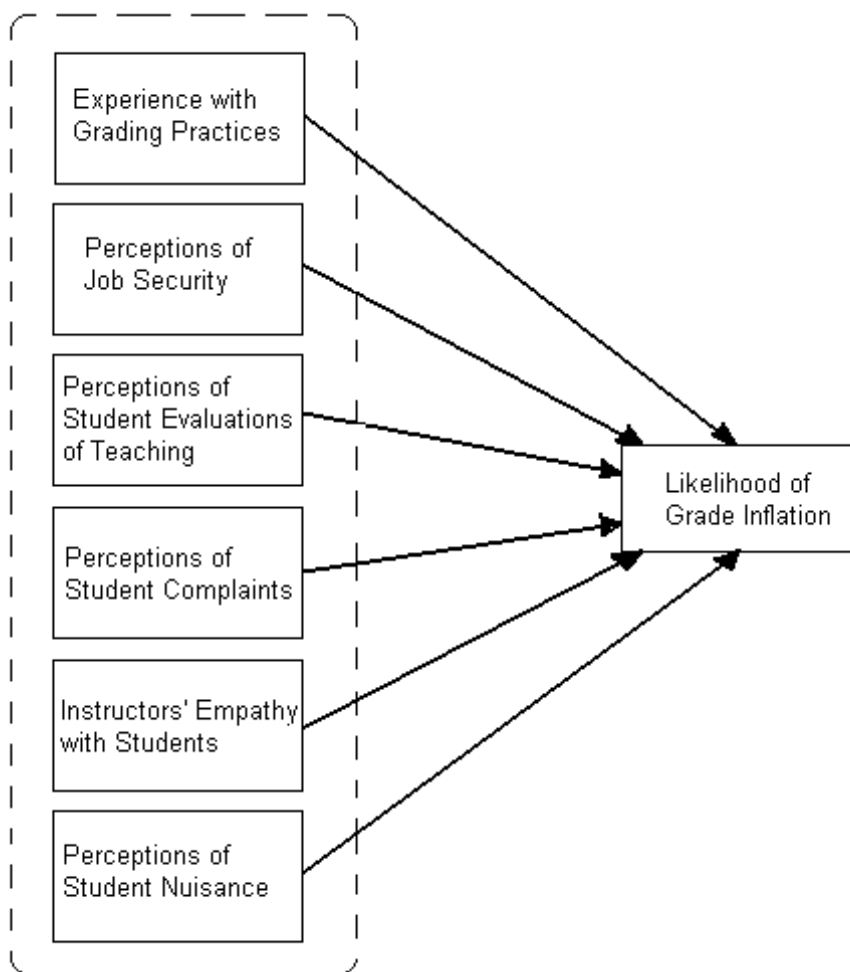 Experience with
Grading Practices
Perceptions of
Job Security
Perceptions of
Student Evaluations
of Teaching
Perceptions of
Student Complaints
Instructors' Empathy
with Students
Perceptions of
Student Nuisance
Likelihood of
Grade Inflation